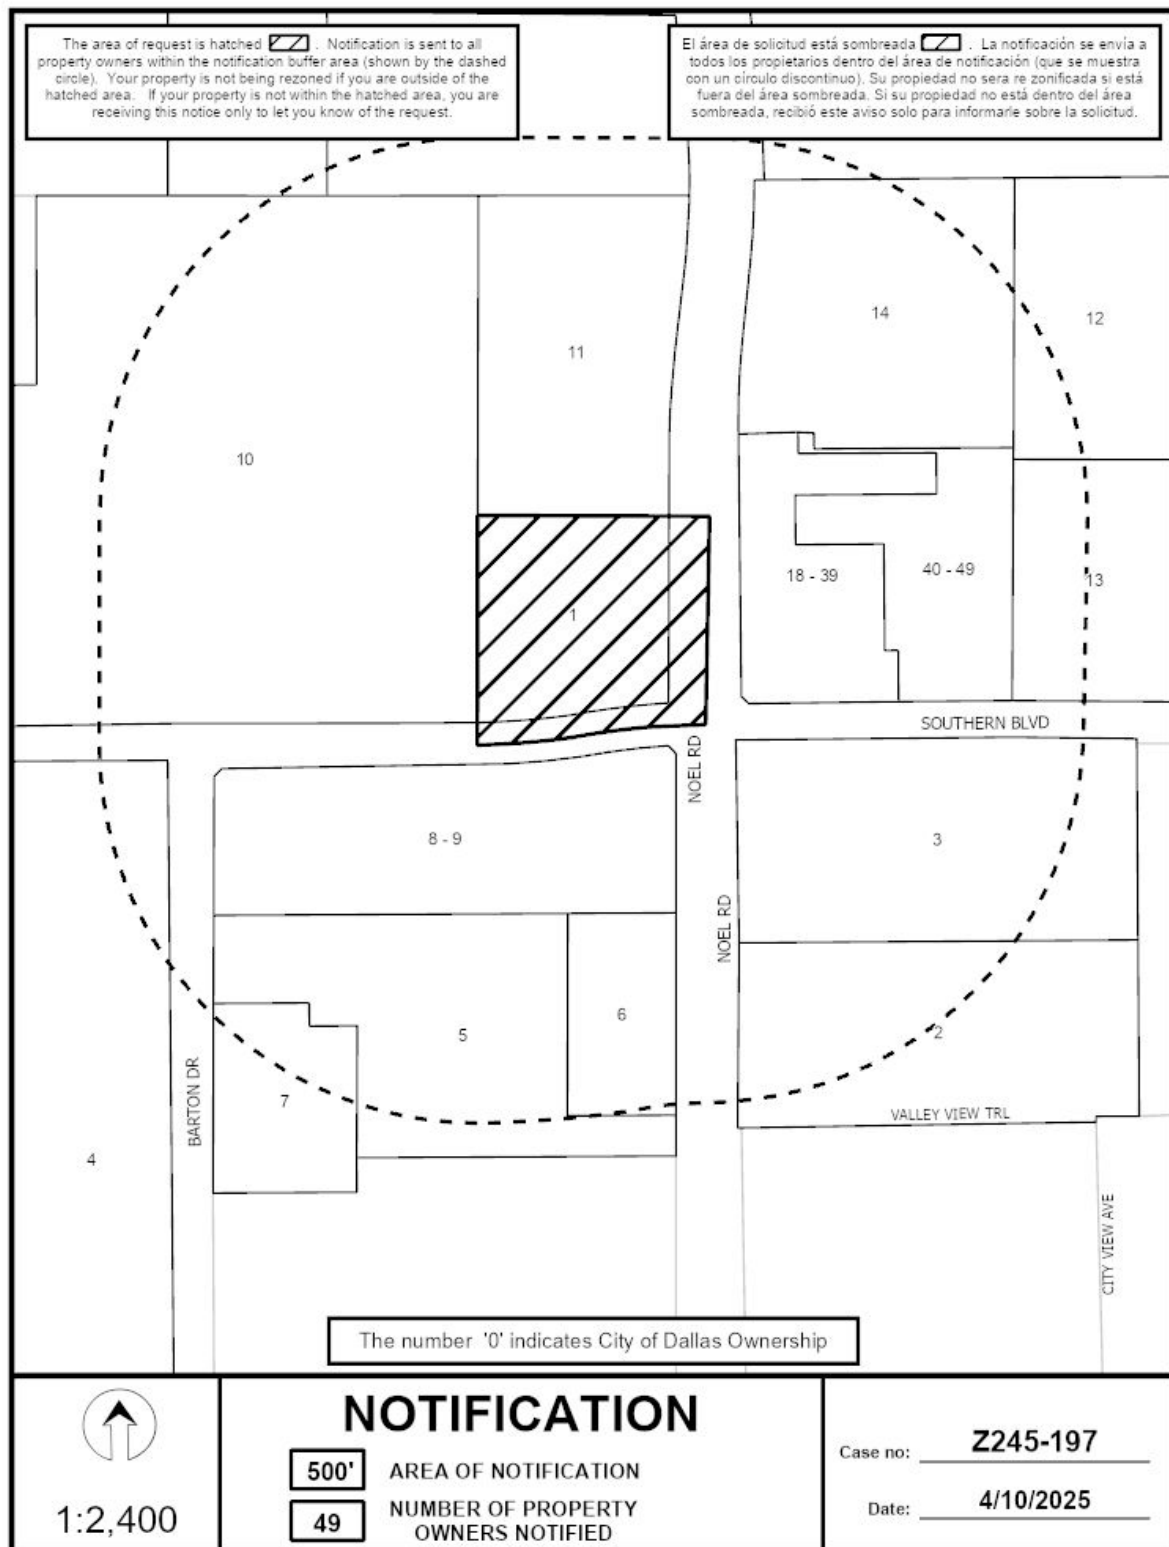 The area of request is hatched . Notification is sent to all
property owners within the notification buffer area (shown by the dashed
circle). Your property is not being rezoned if you are outside of the
hatched area. If your property is not within the hatched area, you are
receiving this notice only to let you know of the request.
El área de solicitud está sombreada . La notificación se envía a
todos los propietarios dentro del área de notificación (que se muestra
con un círculo discontinuo). Su propiedad no sera re zonificada si está
fuera del área sombreada. Si su propiedad no está dentro del área
sombreada, recibió este aviso solo para informarle sobre la solicitud.
14
12
11
10
18 - 39
40 - 49
13
1
SOUTHERN BLVD
NOEL RD
8 - 9
3
NOEL RD
6
5
2
7
BARTON DR
VALLEY VIEW TRL
4
CITY VIEW AVE
The number '0' indicates City of Dallas Ownership
1:2,400
NOTIFICATION
500' AREA OF NOTIFICATION
49 NUMBER OF PROPERTY
OWNERS NOTIFIED
Case no: Z245-197
Date: 4/10/2025